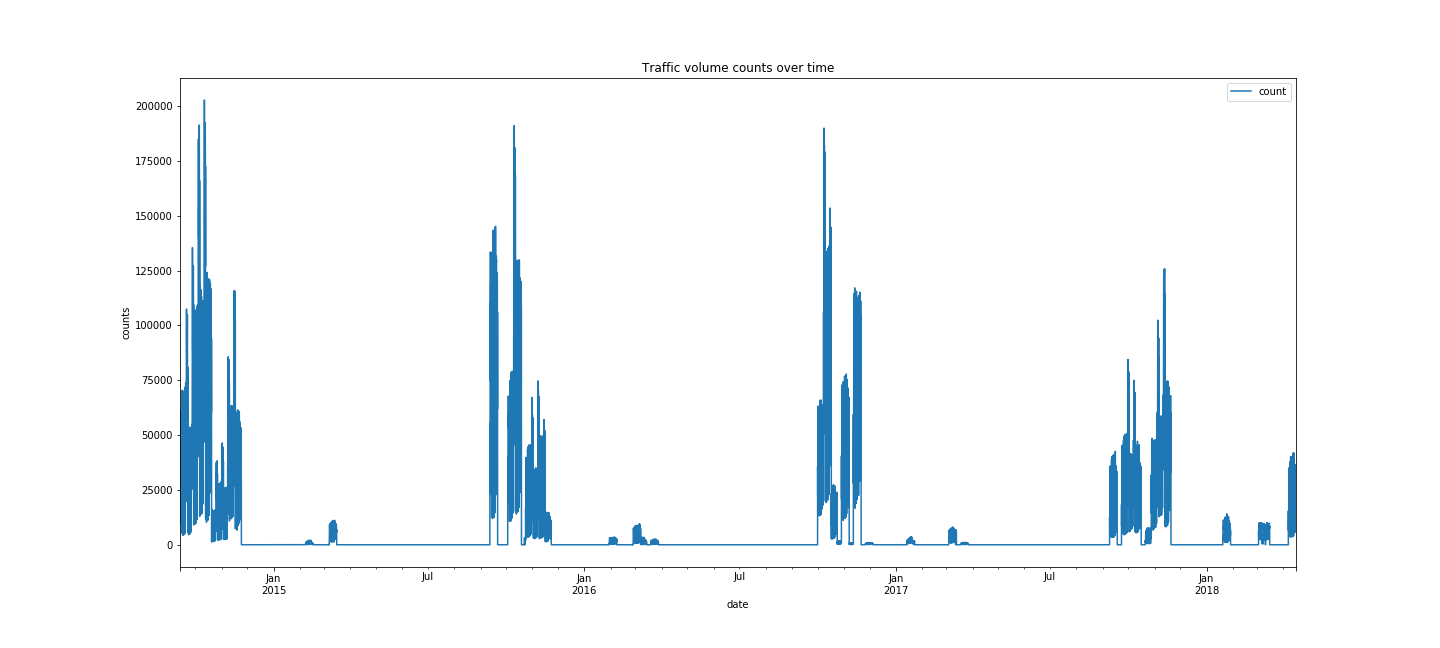 Traffic volume counts over time
count
200000
175000
150000
125000
100000
75000
50000
25000
0
counts
Jan
2015
Jul
Jan
2016
Jul
Jan
2017
Jul
Jan
2018
date